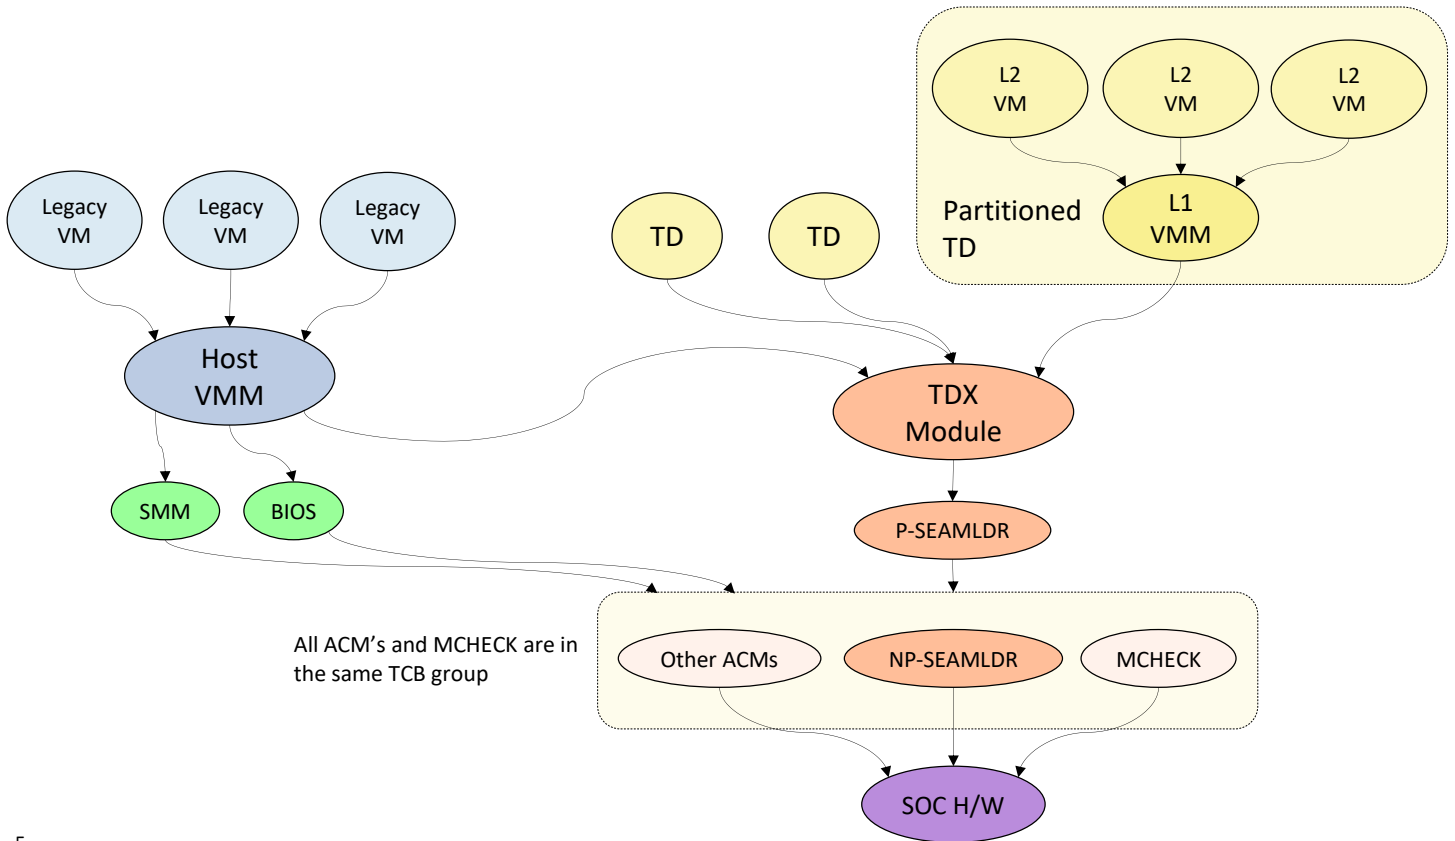 L2
VM
L2
VM
L2
VM
Legacy
VM
Legacy
VM
Legacy
VM
TD
TD
Partitioned
TD
L1
VMM
Host
VMM
TDX
Module
SMM
BIOS
P-SEAMLDR
All ACM's and MCHECK are in
the same TCB group
Other ACMs
NP-SEAMLDR
MCHECK
SOC H/W